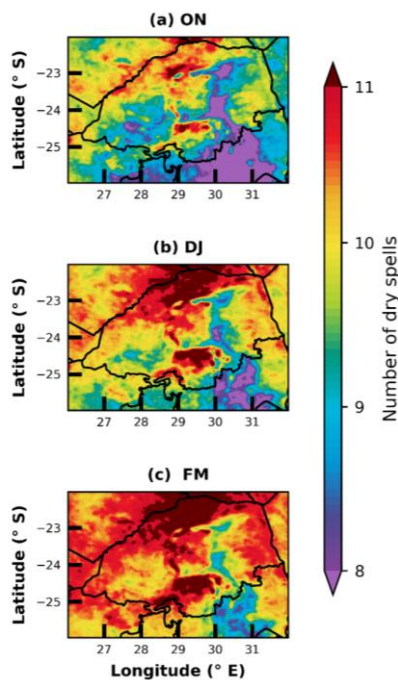 (a) ON
Latitude (° S)
−23
−24
−25
27 28 29 30 31
(b) DJ
Latitude (° S)
−23
−24
−25
27 28 29 30 31
(c) FM
Latitude (° S)
−23
−24
−25
27 28 29 30 31
Longitude (° E)
11
10
9
8
Number of dry spells